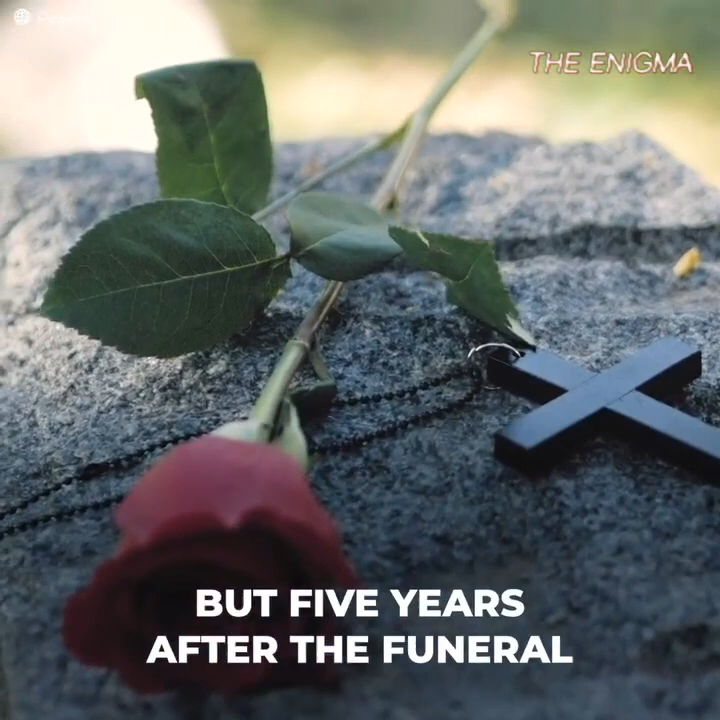 THE ENIGMA
BUT FIVE YEARS
AFTER THE FUNERAL